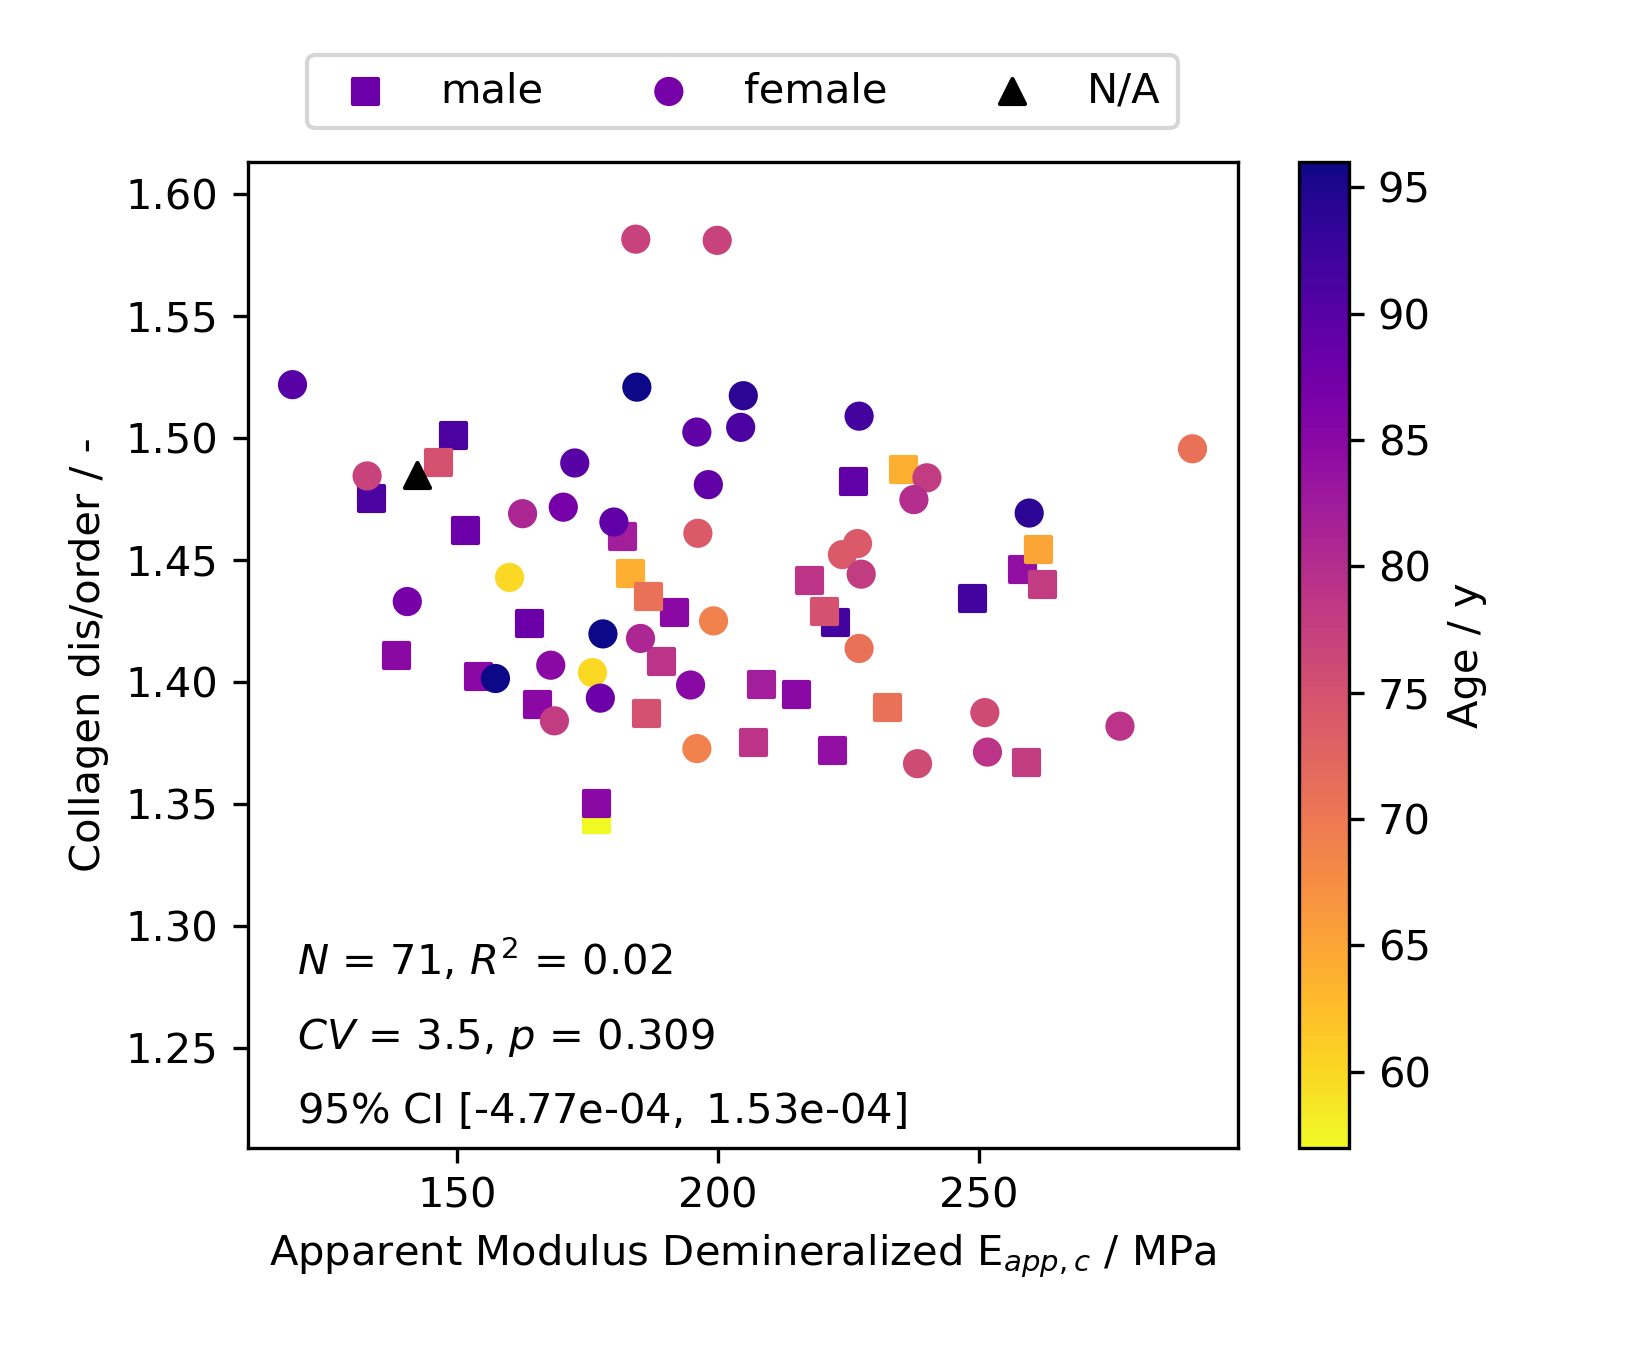 male female N/A
1.60
1.55
1.50
1.45
1.40
1.35
1.30
1.25
Collagen dis/order / -
N = 71, R² = 0.02
CV = 3.5, p = 0.309
95% CI [-4.77e-04, 1.53e-04]
150 200 250
Apparent Modulus Demineralized E_app,c / MPa
95
90
85
80
75
70
65
60
Age / y